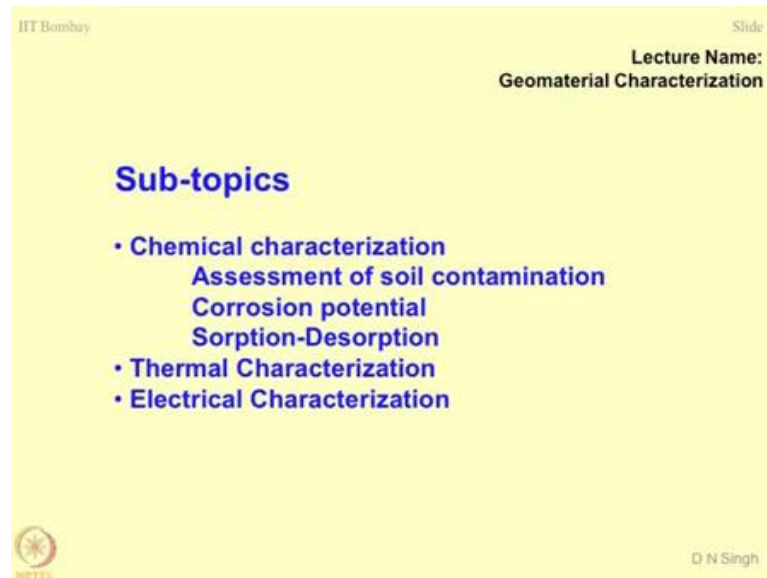 IIT Bombay
Slide
Lecture Name:
Geomaterial Characterization
Sub-topics
• Chemical characterization
Assessment of soil contamination
Corrosion potential
Sorption-Desorption
• Thermal Characterization
• Electrical Characterization
NPTEL
D N Singh